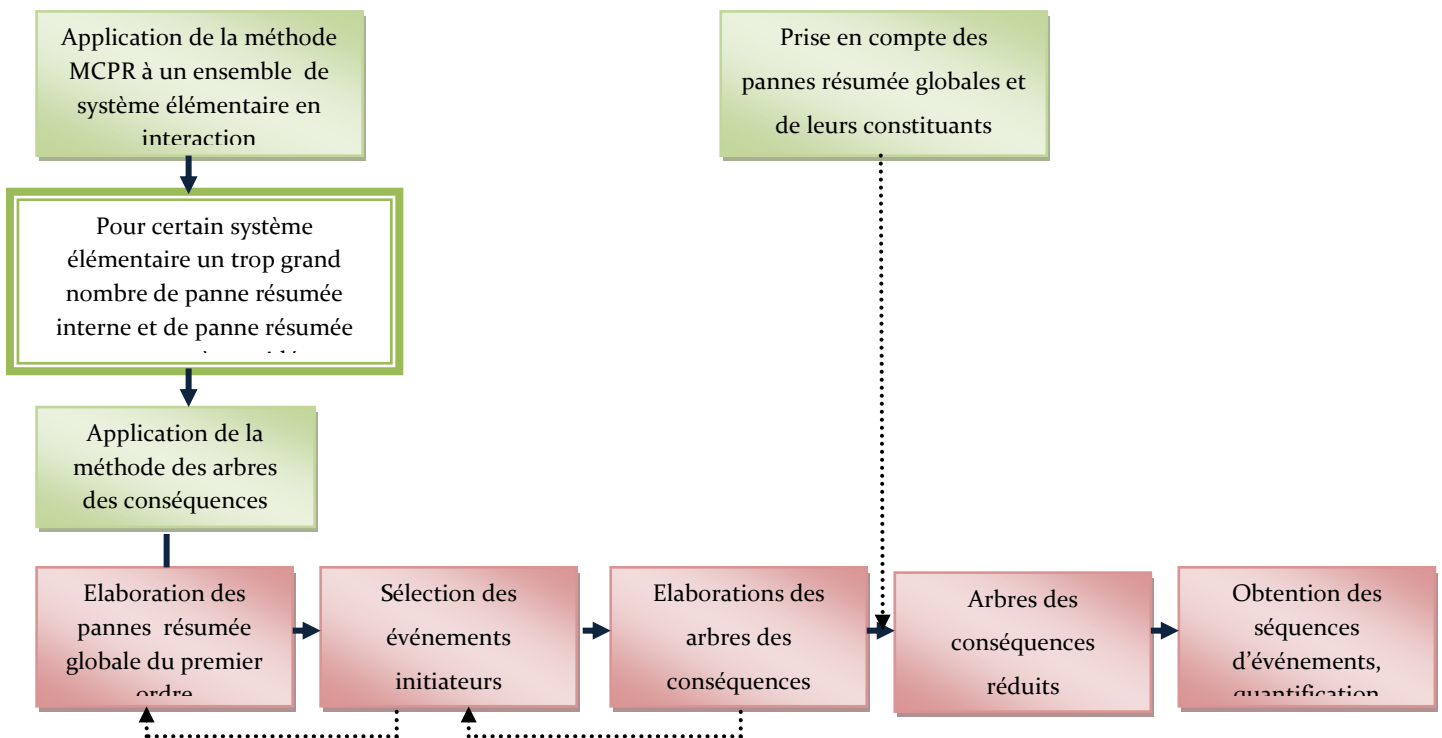 Application de la méthode
MCPR à un ensemble de
système élémentaire en
interaction
Prise en compte des
pannes résumée globales et
de leurs constituants
Pour certain système
élémentaire un trop grand
nombre de panne résumée
interne et de panne résumée
Application de la
méthode des arbres
des conséquences
Elaboration des
pannes résumée
globale du premier
ordre
Sélection des
événements
initiateurs
Elaborations des
arbres des
conséquences
Arbres des
conséquences
réduits
Obtention des
séquences
d'événements,
quantification